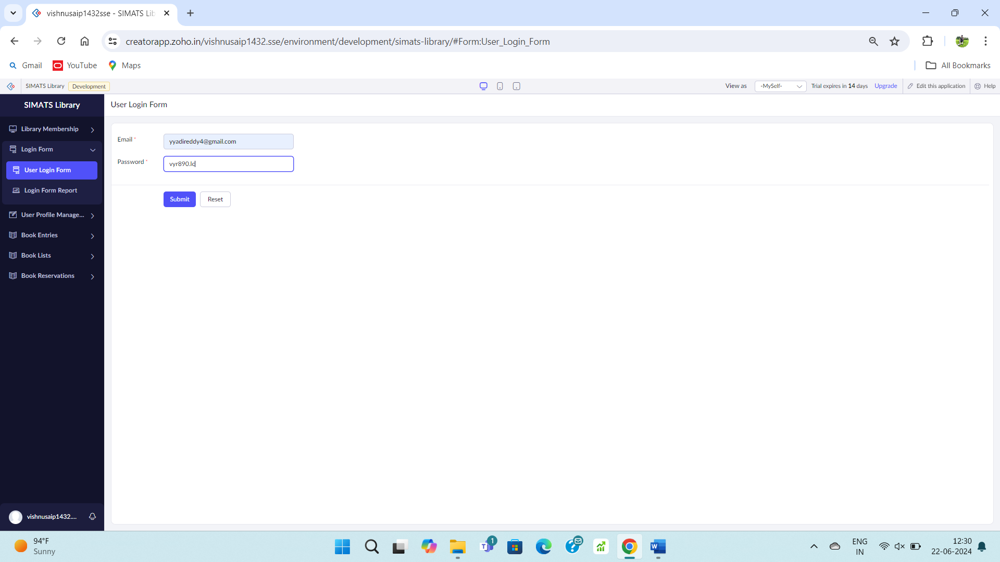 vishnusaip1432sse - SIMATS Lib
creatorapp.zoho.in/vishnusaip1432.sse/environment/development/simats-library/#Form:User_Login_Form
Gmail
YouTube
Maps
All Bookmarks
SIMATS Library
Development
View as
-MySelf-
Trial expires in 14 days
Upgrade
Edit this application
Help
SIMATS Library
User Login Form
Library Membership
Login Form
User Login Form
Login Form Report
User Profile Manage...
Book Entries
Book Lists
Book Reservations
Email *
yyadireddy4@gmail.com
Password *
vyr890.lc
Submit
Reset
vishnusaip1432....
94°F
Sunny
1
ENG
IN
12:30
22-06-2024